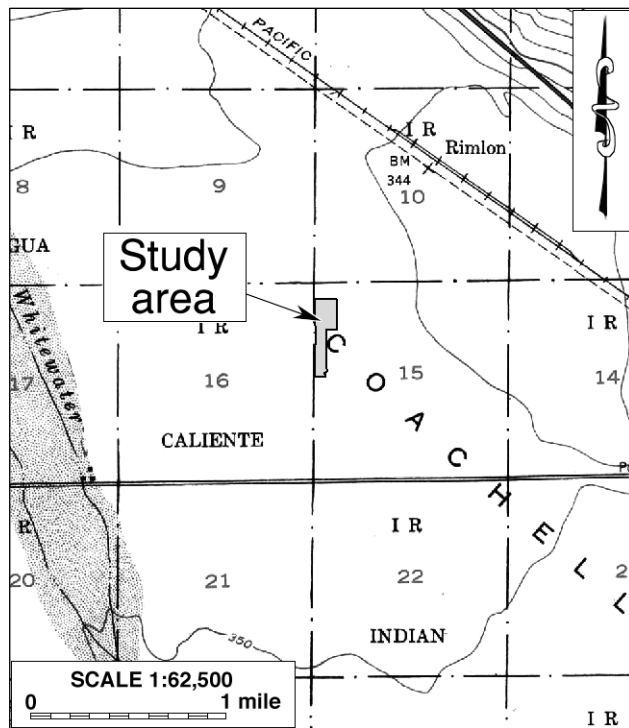 PACIFIC
I R
I R
Rimlon
BM
344
8
9
10
GUA
Study
area
Whitewater
I R
I R
C O A C H E L L
17
16
15
14
CALIENTE
P
R
I R
20
21
22
2
350
INDIAN
SCALE 1:62,500
0 1 mile
I R